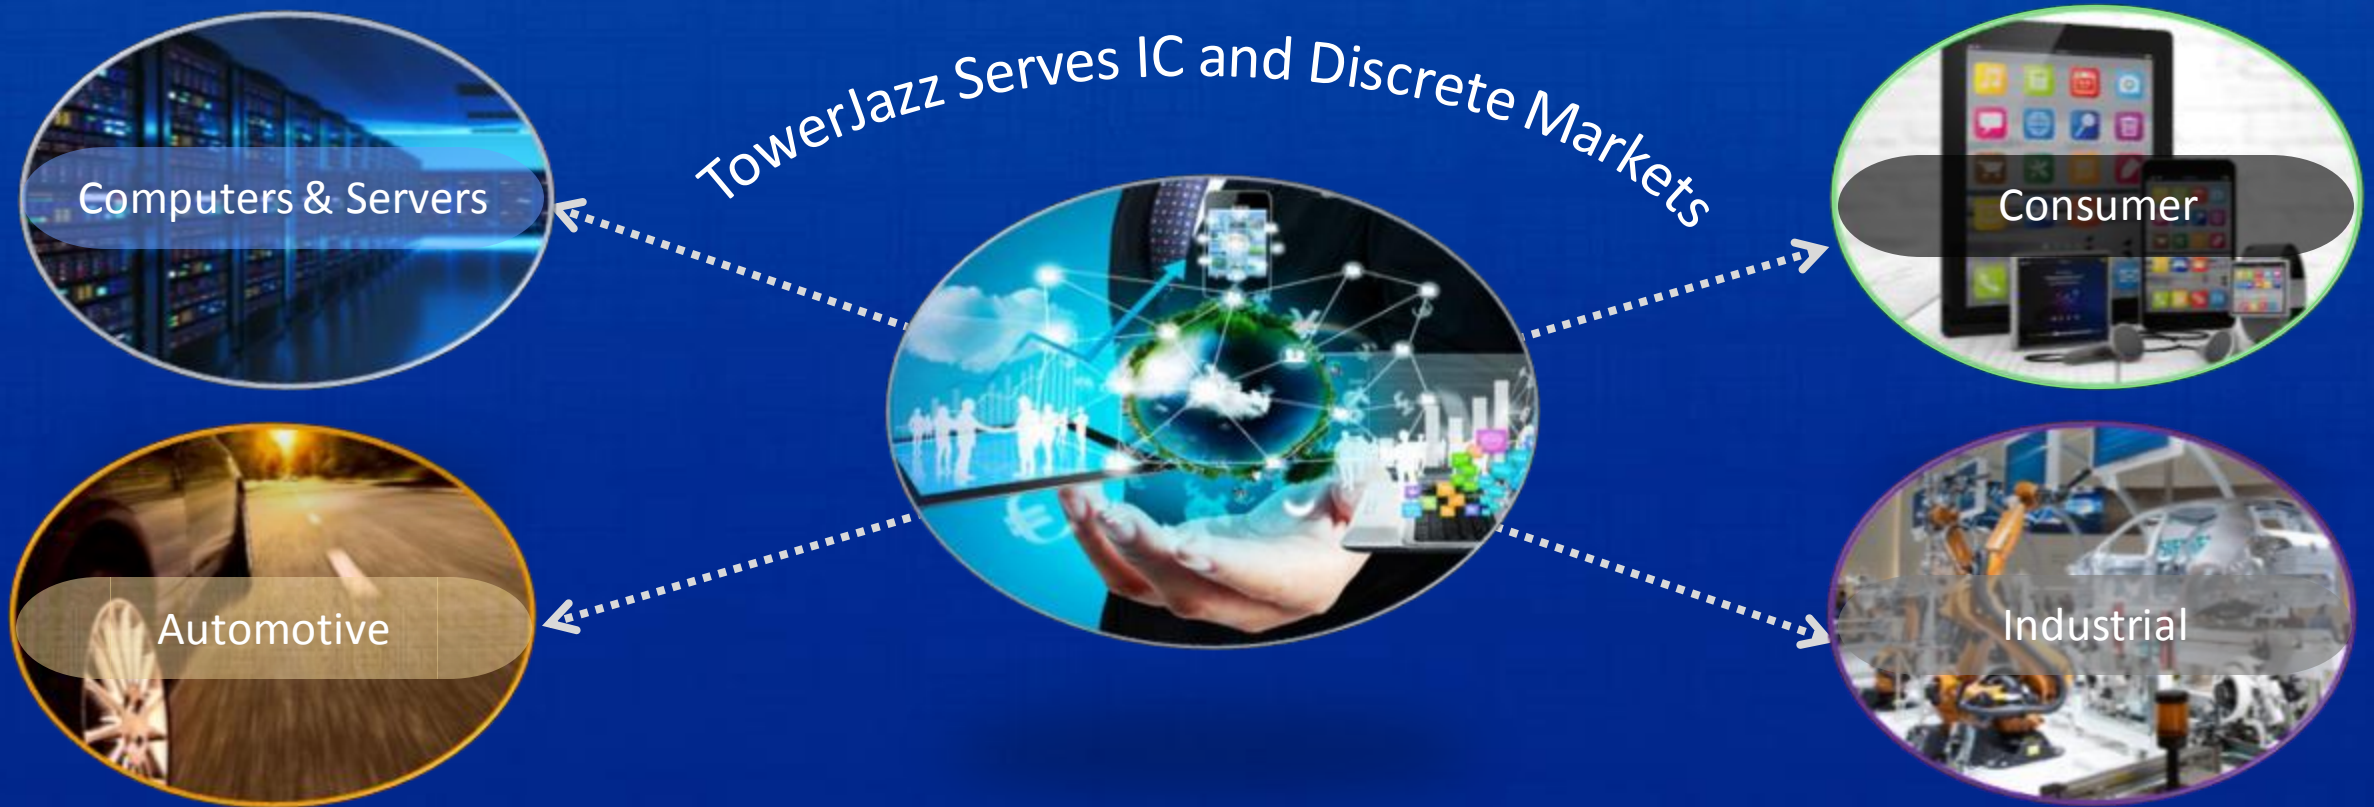 TowerJazz Serves IC and Discrete Markets
Computers & Servers
Consumer
Automotive
Industrial